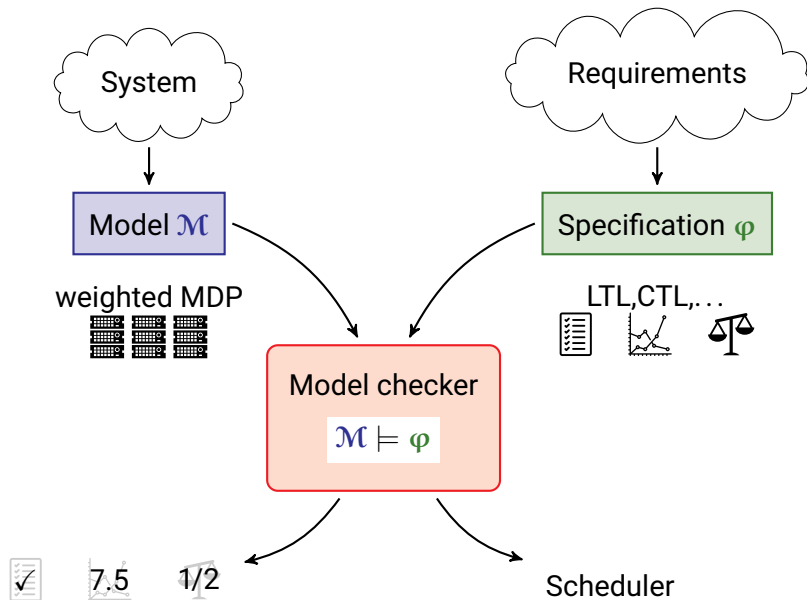 System
Requirements
Model ℳ
Specification φ
weighted MDP
LTL,CTL,...
Model checker
ℳ ⊨ φ
✓ 7.5 1/2
Scheduler